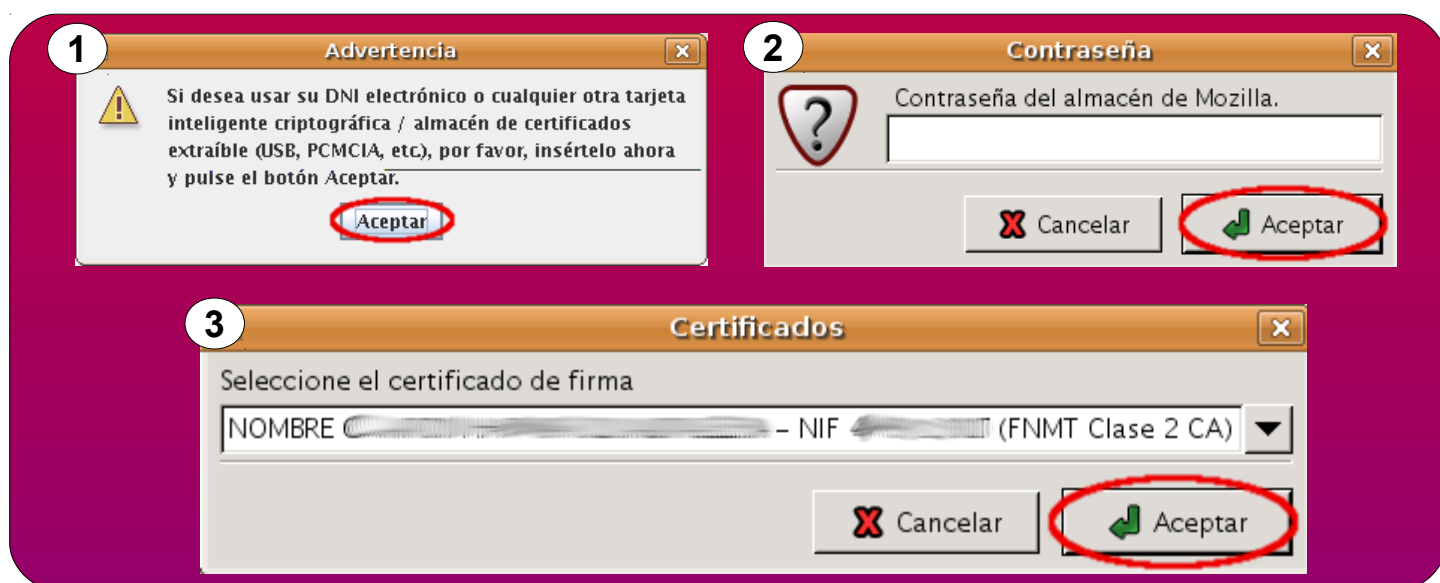 1
Advertencia
Si desea usar su DNI electrónico o cualquier otra tarjeta
inteligente criptográfica / almacén de certificados
extraíble (USB, PCMCIA, etc.), por favor, insértelo ahora
y pulse el botón Aceptar.
Aceptar
2
Contraseña
Contraseña del almacén de Mozilla.
Cancelar
Aceptar
3
Certificados
Seleccione el certificado de firma
NOMBRE – NIF (FNMT Clase 2 CA)
Cancelar
Aceptar